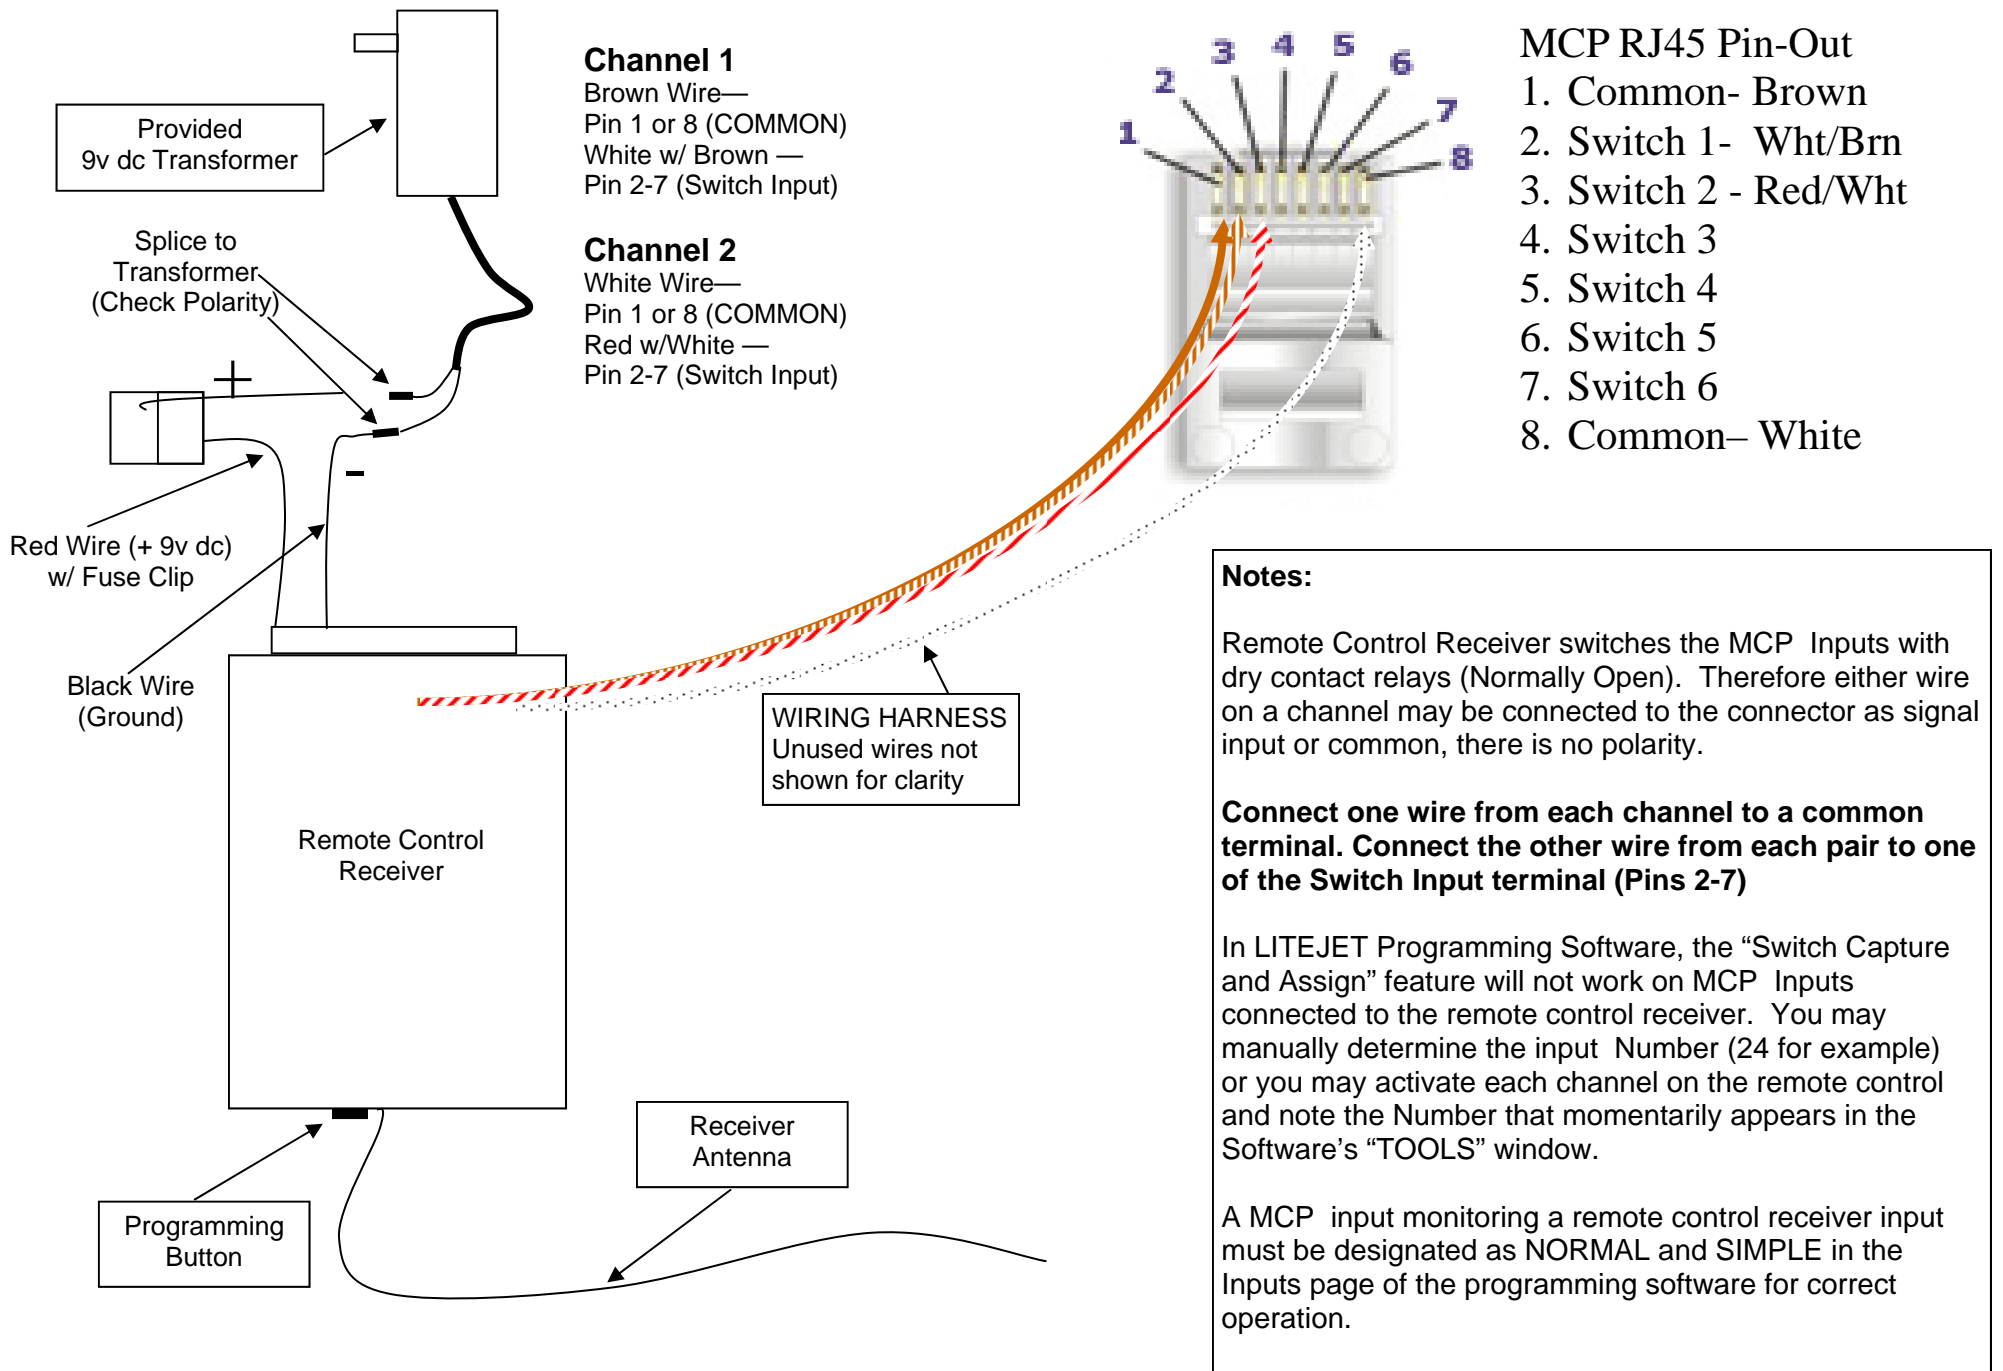 Provided
9v dc Transformer
Splice to
Transformer
(Check Polarity)
+
-
Red Wire (+ 9v dc)
w/ Fuse Clip
Black Wire
(Ground)
Remote Control
Receiver
Programming
Button
Receiver
Antenna
WIRING HARNESS
Unused wires not
shown for clarity
Channel 1
Brown Wire—
Pin 1 or 8 (COMMON)
White w/ Brown —
Pin 2-7 (Switch Input)
Channel 2
White Wire—
Pin 1 or 8 (COMMON)
Red w/White —
Pin 2-7 (Switch Input)
1
2
3
4
5
6
7
8
MCP RJ45 Pin-Out
1. Common- Brown
2. Switch 1- Wht/Brn
3. Switch 2 - Red/Wht
4. Switch 3
5. Switch 4
6. Switch 5
7. Switch 6
8. Common– White
Notes:
Remote Control Receiver switches the MCP Inputs with
dry contact relays (Normally Open). Therefore either wire
on a channel may be connected to the connector as signal
input or common, there is no polarity.
Connect one wire from each channel to a common
terminal. Connect the other wire from each pair to one
of the Switch Input terminal (Pins 2-7)
In LITEJET Programming Software, the “Switch Capture
and Assign” feature will not work on MCP Inputs
connected to the remote control receiver. You may
manually determine the input Number (24 for example)
or you may activate each channel on the remote control
and note the Number that momentarily appears in the
Software’s “TOOLS” window.
A MCP input monitoring a remote control receiver input
must be designated as NORMAL and SIMPLE in the
Inputs page of the programming software for correct
operation.